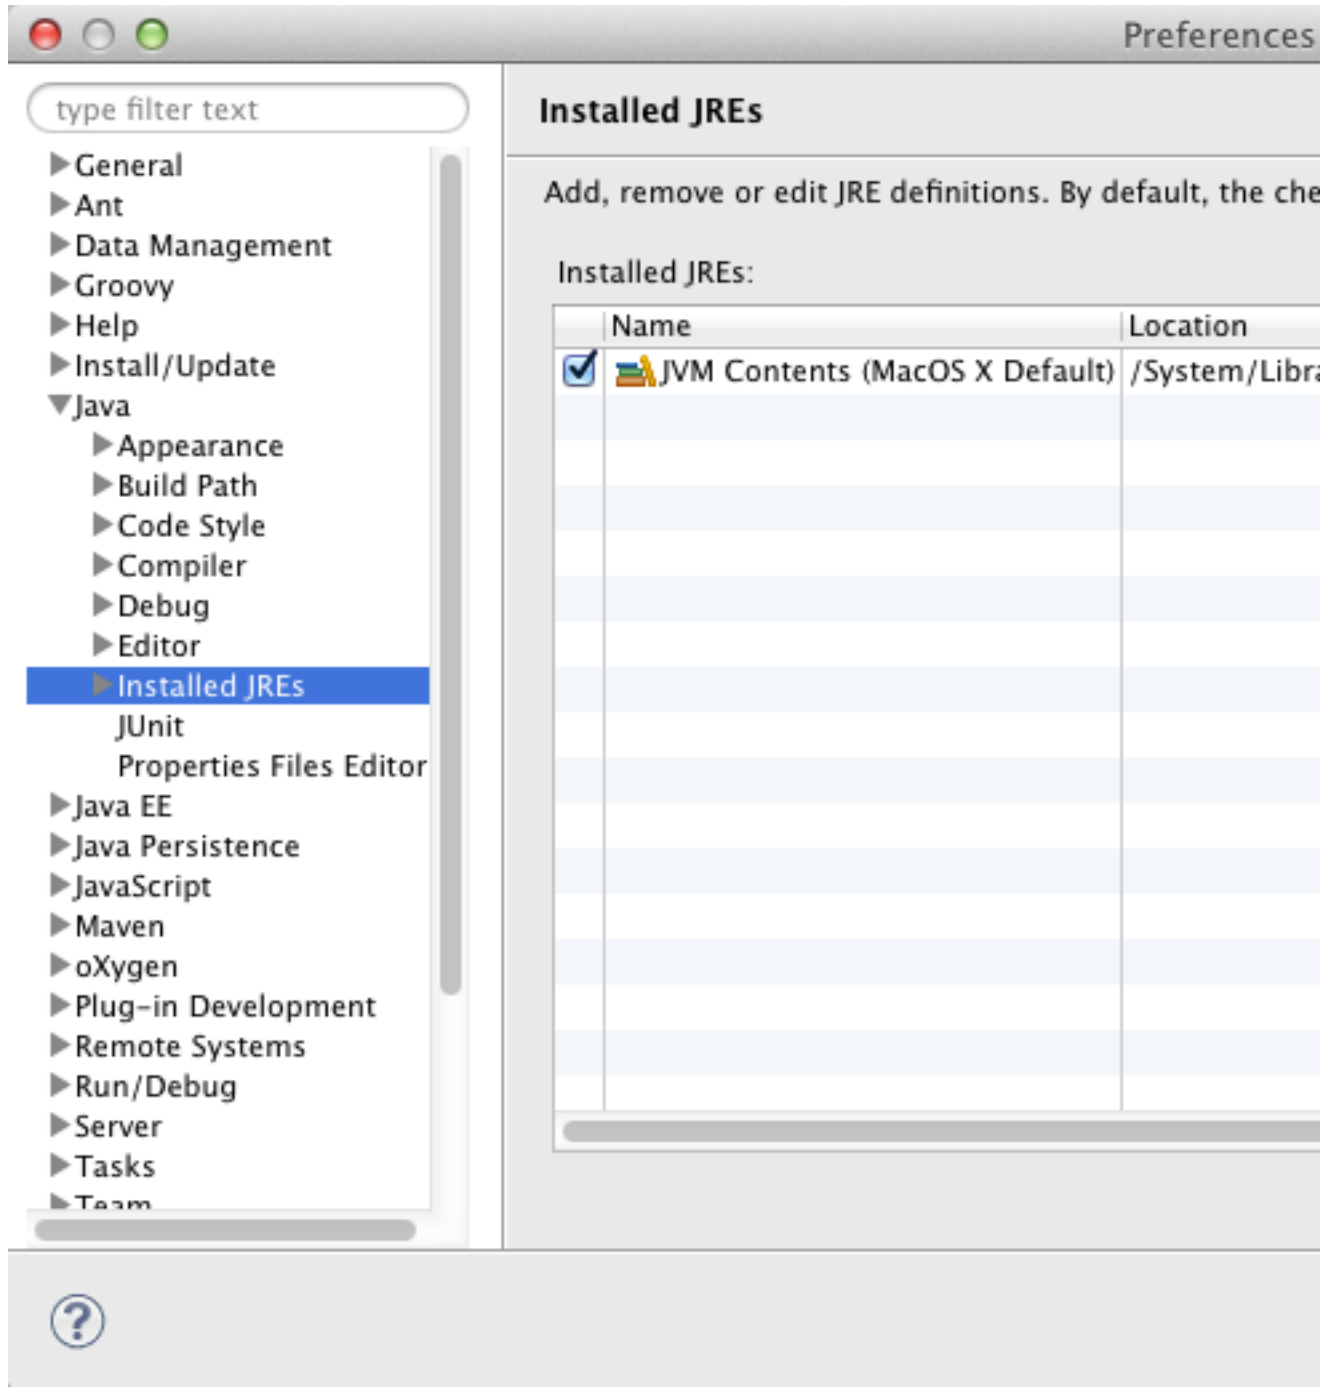 Preferences
type filter text
General
Ant
Data Management
Groovy
Help
Install/Update
Java
Appearance
Build Path
Code Style
Compiler
Debug
Editor
Installed JREs
JUnit
Properties Files Editor
Java EE
Java Persistence
JavaScript
Maven
oXygen
Plug-in Development
Remote Systems
Run/Debug
Server
Tasks
Team
Installed JREs
Add, remove or edit JRE definitions. By default, the che
Installed JREs:
Name Location
JVM Contents (MacOS X Default) /System/Libra
?